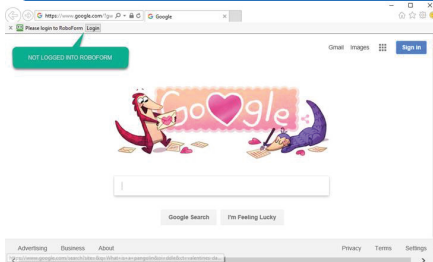 https://www.google.com/?gw
Google
Please login to RoboForm Login
NOT LOGGED INTO ROBOFORM
Gmail Images Sign in
Google
Google Search I'm Feeling Lucky
Advertising Business About Privacy Terms Settings